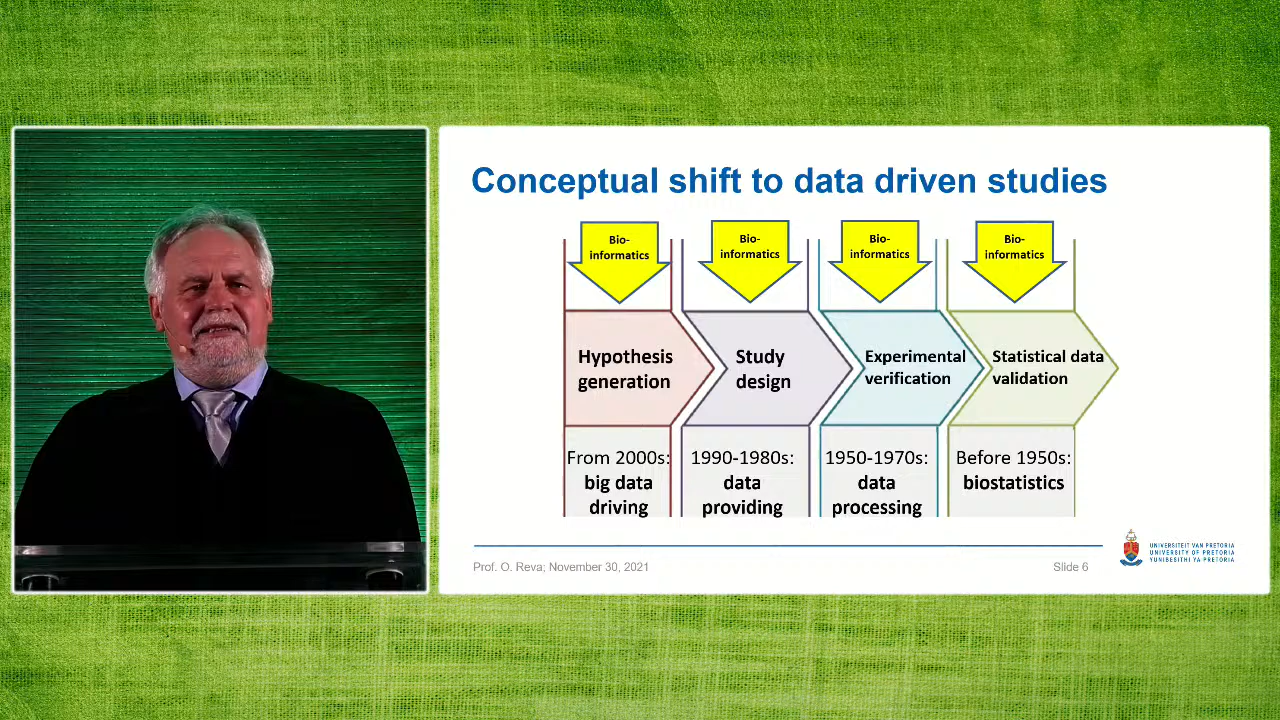 Conceptual shift to data driven studies
Bio-
informatics
Bio-
informatics
Bio-
informatics
Bio-
informatics
Hypothesis
generation
Study
design
Experimental
verification
Statistical data
validation
From 2000s:
big data
driving
1990-1980s:
data
providing
1950-1970s:
data
processing
Before 1950s:
biostatistics
Prof. O. Reva; November 30, 2021
Slide 6
UNIVERSITEIT VAN PRETORIA
UNIVERSITY OF PRETORIA
YUNIBESITHI YA PRETORIA